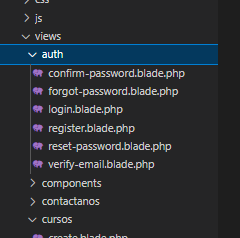 css
js
views
auth
confirm-password.blade.php
forgot-password.blade.php
login.blade.php
register.blade.php
reset-password.blade.php
verify-email.blade.php
components
contactanos
cursos
create.blade.php